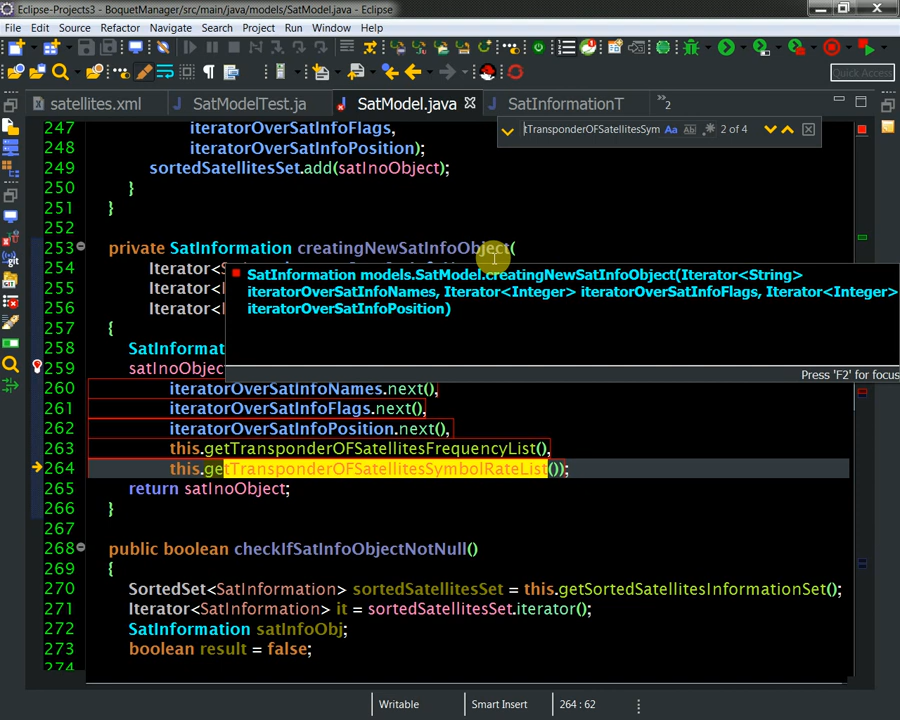 Eclipse-Projects3 - BoquetManager/src/main/java/models/SatModel.java - Eclipse
File Edit Source Refactor Navigate Search Project Run Window Help
Quick Access
satellites.xml SatModelTest.ja SatModel.java SatInformationT »2
tTransponderOFSatellitesSym Aa 2 of 4
247 iteratorOverSatInfoFlags,
248 iteratorOverSatInfoPosition);
249 sortedSatellitesSet.add(satInoObject);
250 }
251 }
252
253 private SatInformation creatingNewSatInfoObject(
254 Iterator<S
255 Iterator<I
256 Iterator<I
257 {
258 SatInformat
259 satInoObjec
SatInformation models.SatModel.creatingNewSatInfoObject(Iterator<String>
iteratorOverSatInfoNames, Iterator<Integer> iteratorOverSatInfoFlags, Iterator<Integer>
iteratorOverSatInfoPosition)
Press 'F2' for focus
260 iteratorOverSatInfoNames.next(),
261 iteratorOverSatInfoFlags.next(),
262 iteratorOverSatInfoPosition.next(),
263 this.getTransponderOFSatellitesFrequencyList(),
264 this.getTransponderOFSatellitesSymbolRateList());
265 return satInoObject;
266 }
267
268 public boolean checkIfSatInfoObjectNotNull()
269 {
270 SortedSet<SatInformation> sortedSatellitesSet = this.getSortedSatellitesInformationSet();
271 Iterator<SatInformation> it = sortedSatellitesSet.iterator();
272 SatInformation satInfoObj;
273 boolean result = false;
274
Writable Smart Insert 264 : 62